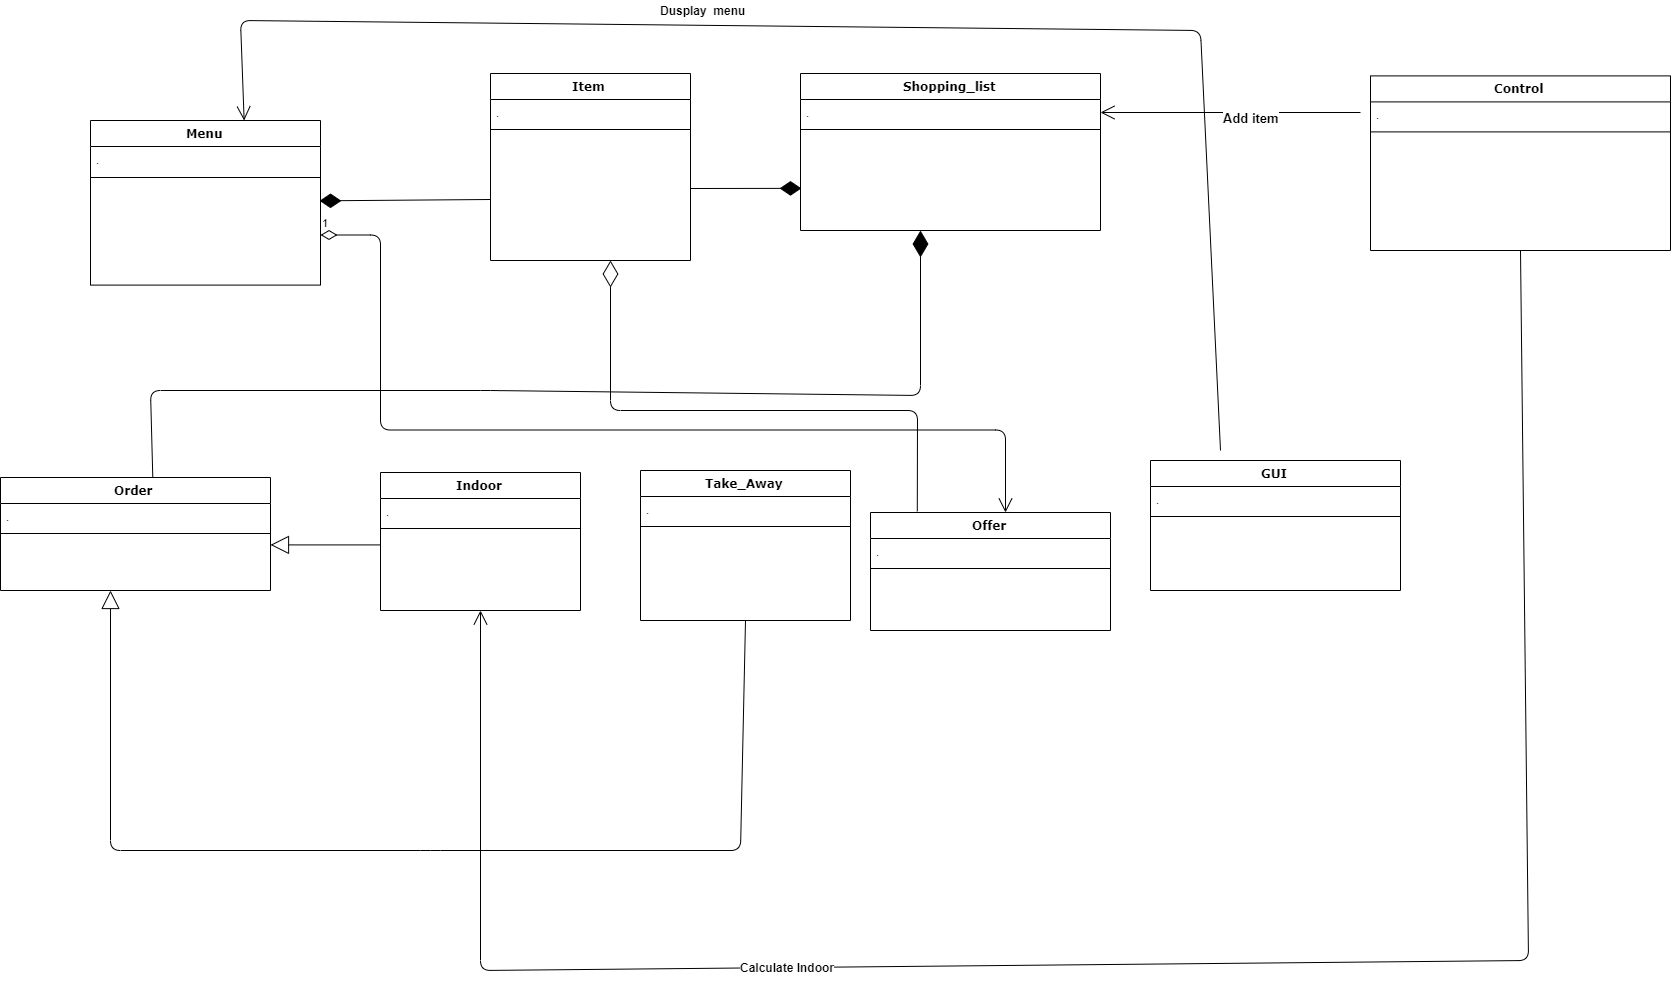 Dusplay menu
Item
Shopping_list
Control
.
.
Add item
.
Menu
.
1
Order
.
Indoor
.
Take_Away
.
Offer
.
GUI
.
Calculate Indoor